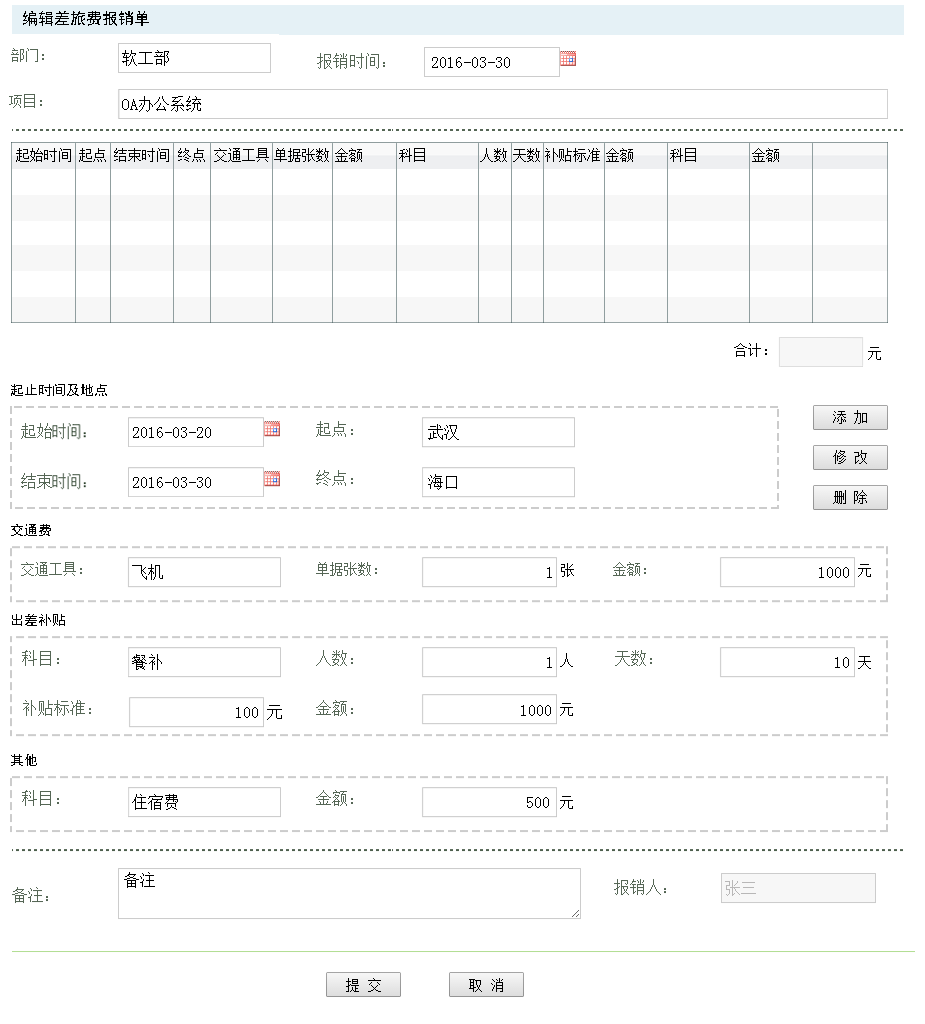 编辑差旅费报销单
部门： 软工部 报销时间： 2016-03-30
项目： OA办公系统
起始时间 起点 结束时间 终点 交通工具 单据张数 金额 科目 人数 天数 补贴标准 金额 科目 金额
合计： 元
起止时间及地点
起始时间： 2016-03-20 起点： 武汉 添 加
结束时间： 2016-03-30 终点： 海口 修 改
删 除
交通费
交通工具： 飞机 单据张数： 1 张 金额： 1000 元
出差补贴
科目： 餐补 人数： 1 人 天数： 10 天
补贴标准： 100 元 金额： 1000 元
其他
科目： 住宿费 金额： 500 元
备注： 备注 报销人： 张三
提 交 取 消